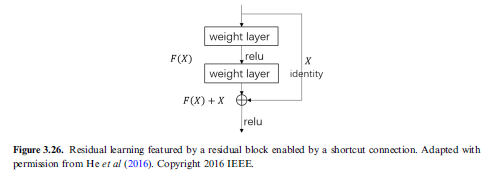 weight layer
F(X)
relu
X
weight layer
identity
F(X) + X
relu
Figure 3.26. Residual learning featured by a residual block enabled by a shortcut connection. Adapted with
permission from He et al (2016). Copyright 2016 IEEE.